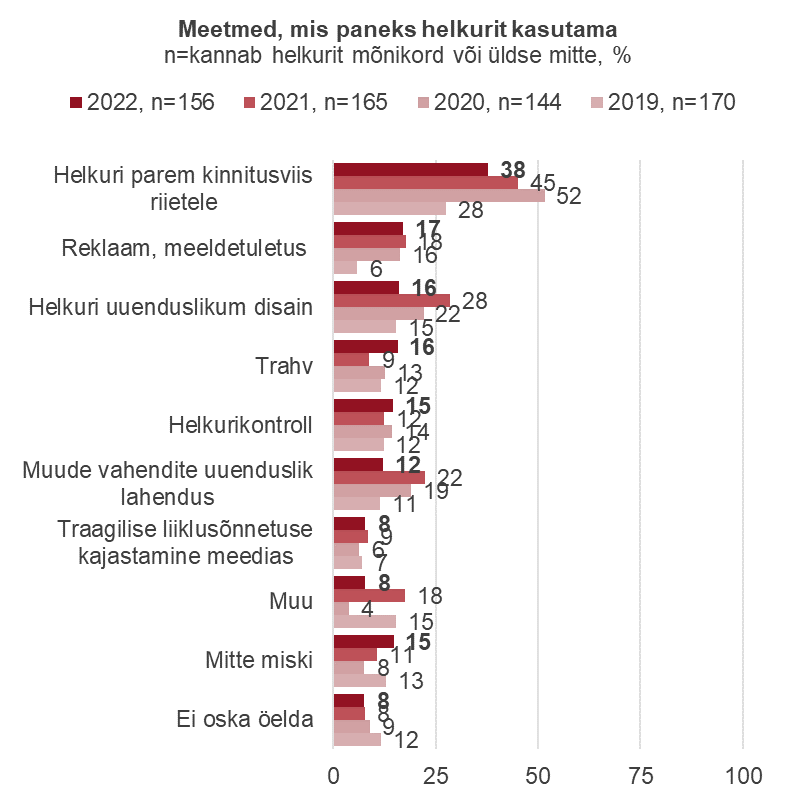 Meetmed, mis paneks helkurit kasutama
n=kannab helkurit mõnikord või üldse mitte, %
2022, n=156 2021, n=165 2020, n=144 2019, n=170
Helkuri parem kinnitusviis
riietele
38
45
52
28
Reklaam, meeldetuletus
17
18
16
6
Helkuri uuenduslikum disain
16
28
22
15
Trahv
16
9
13
12
Helkurikontroll
15
12
14
12
Muude vahendite uuenduslik
lahendus
12
22
19
11
Traagilise liiklusõnnetuse
kajastamine meedias
8
9
6
7
Muu
8
18
4
15
Mitte miski
15
11
8
13
Ei oska öelda
8
8
9
12
0 25 50 75 100